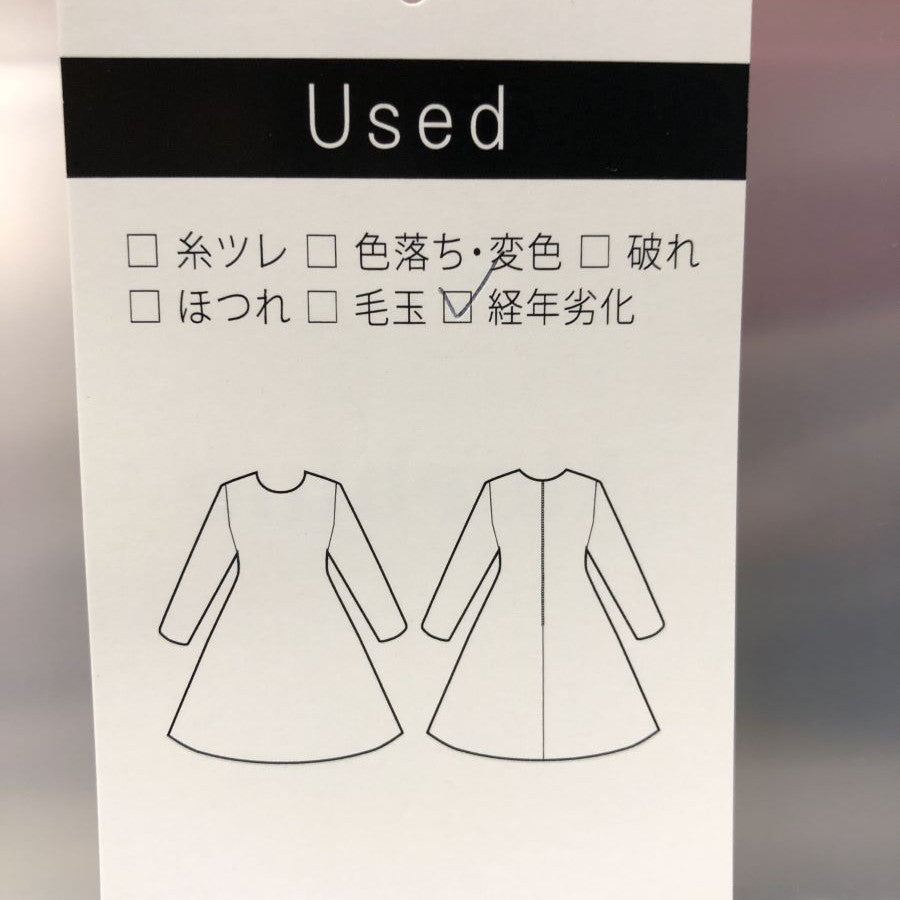 Used
□ 糸ツレ □ 色落ち・変色 □ 破れ
□ ほつれ □ 毛玉 ☑ 経年劣化